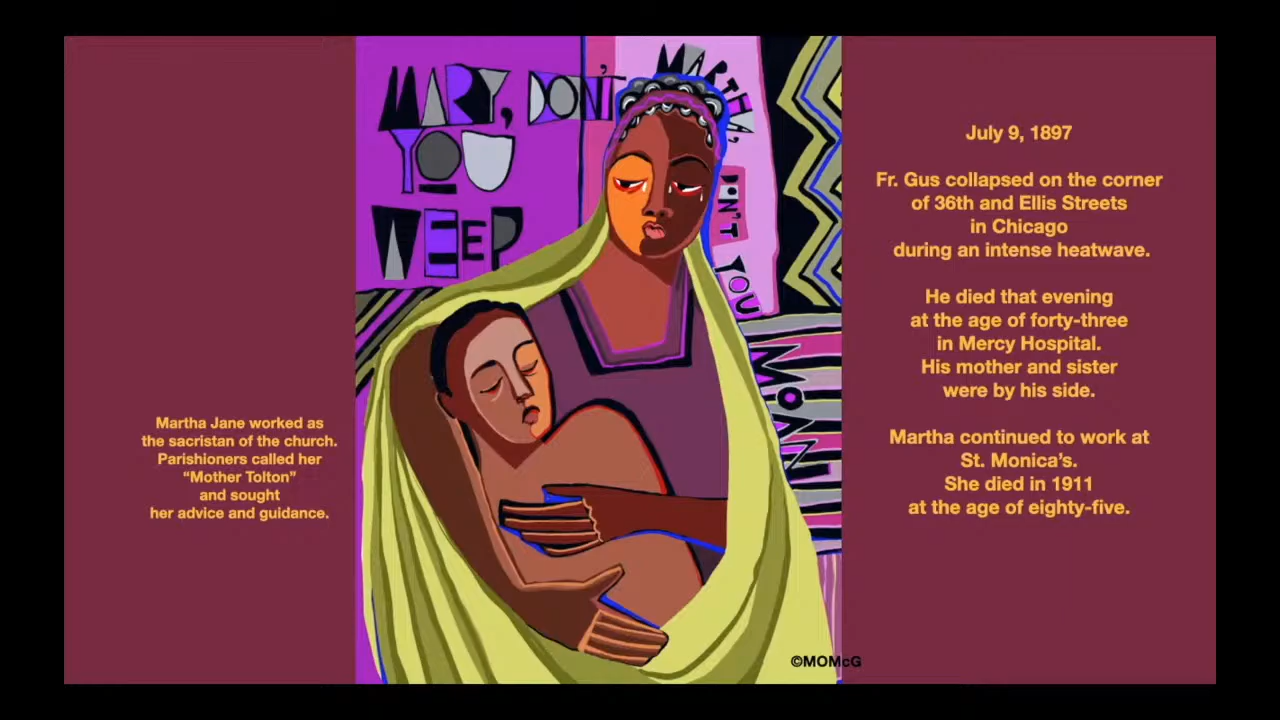 MARY, DON'T
YOU
WEEP
MARTHA,
DON'T
YOU
MOAN
Martha Jane worked as
the sacristan of the church.
Parishioners called her
“Mother Tolton”
and sought
her advice and guidance.
July 9, 1897
Fr. Gus collapsed on the corner
of 36th and Ellis Streets
in Chicago
during an intense heatwave.
He died that evening
at the age of forty-three
in Mercy Hospital.
His mother and sister
were by his side.
Martha continued to work at
St. Monica’s.
She died in 1911
at the age of eighty-five.
©MOMcG